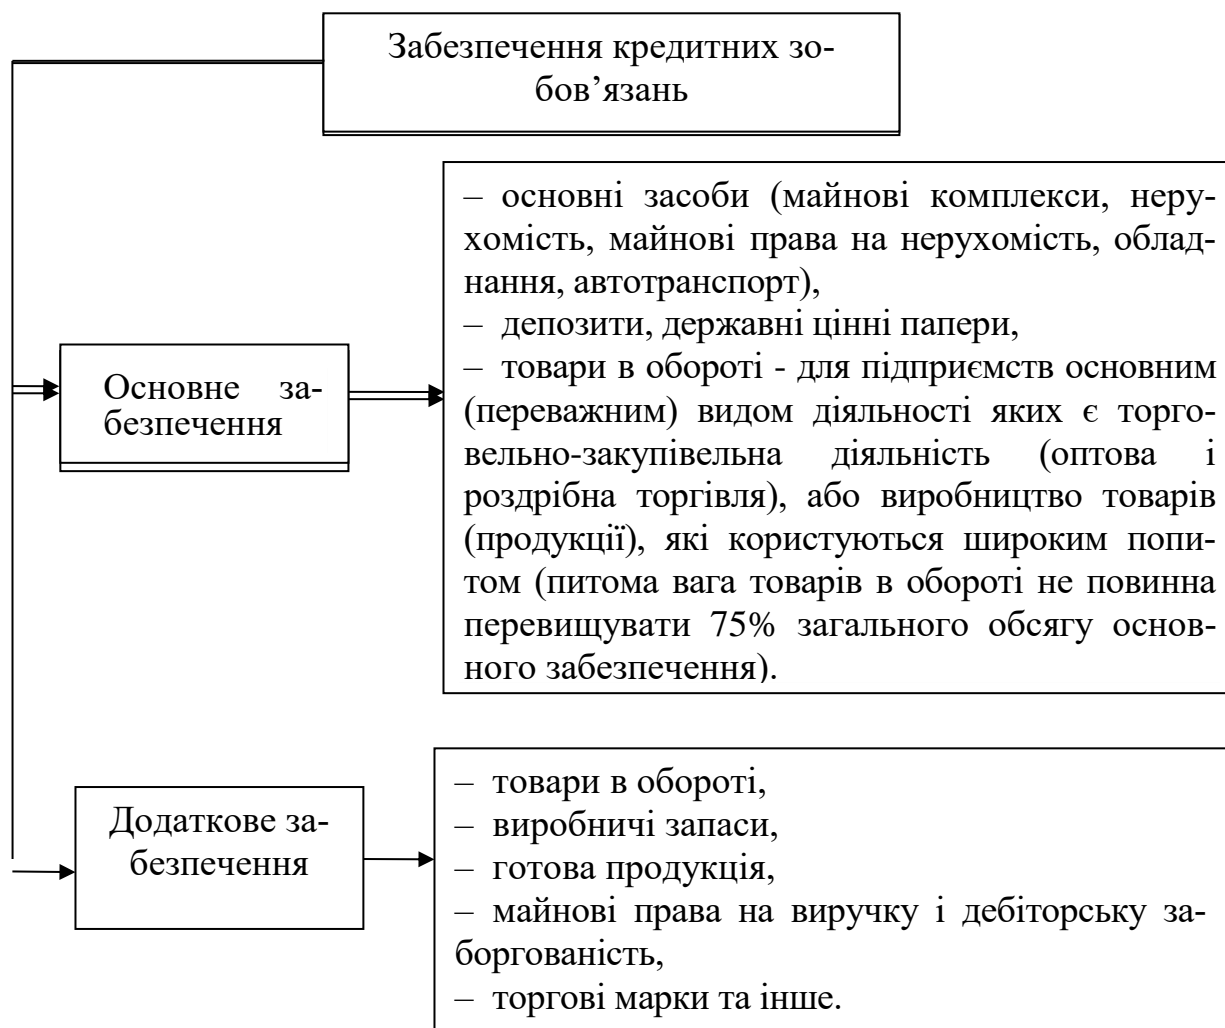 Забезпечення кредитних зо-
бов’язань
– основні засоби (майнові комплекси, неру-
хомість, майнові права на нерухомість, облад-
нання, автотранспорт),
– депозити, державні цінні папери,
– товари в обороті - для підприємств основним
(переважним) видом діяльності яких є торго-
вельно-закупівельна діяльність (оптова і
роздрібна торгівля), або виробництво товарів
(продукції), які користуються широким попи-
том (питома вага товарів в обороті не повинна
перевищувати 75% загального обсягу основ-
ного забезпечення).
Основне за-
безпечення
Додаткове за-
безпечення
– товари в обороті,
– виробничі запаси,
– готова продукція,
– майнові права на виручку і дебіторську за-
боргованість,
– торгові марки та інше.